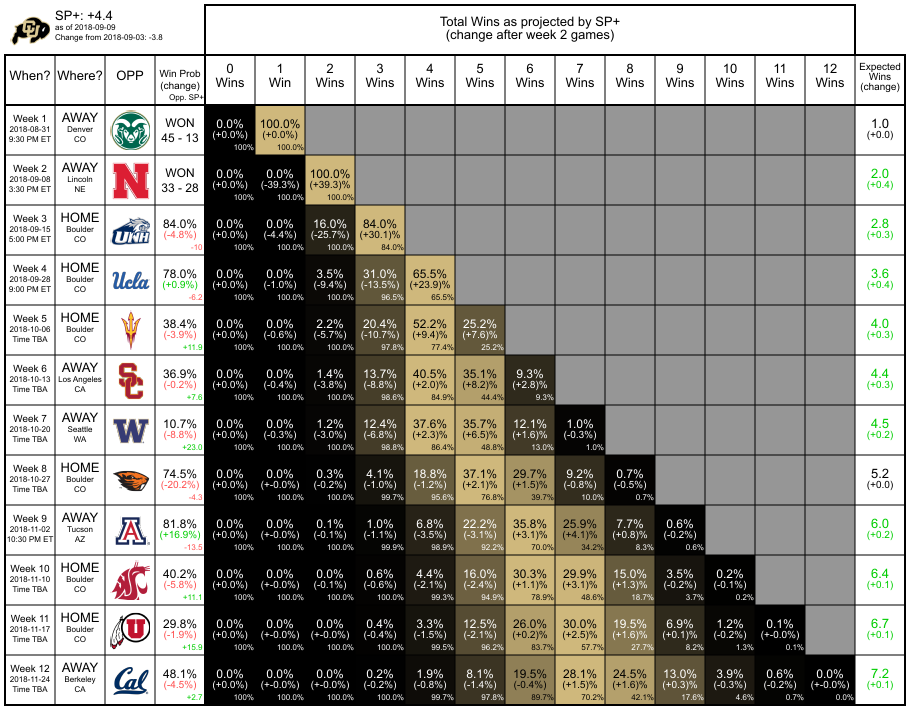 SP+: +4.4
as of 2018-09-09
Change from 2018-09-03: -3.8
Total Wins as projected by SP+
(change after week 2 games)
When? Where? OPP Win Prob (change) Opp. SP+ 0 Wins 1 Win 2 Wins 3 Wins 4 Wins 5 Wins 6 Wins 7 Wins 8 Wins 9 Wins 10 Wins 11 Wins 12 Wins Expected Wins (change)
Week 1 AWAY WON 0.0% 100.0% 1.0
2018-08-31 Denver 45 - 13 (+0.0%) (+0.0%) (+0.0)
9:30 PM ET CO 100% 100.0%
Week 2 AWAY N WON 0.0% 0.0% 100.0% 2.0
2018-09-08 Lincoln 33 - 28 (+0.0%) (-39.3%) (+39.3)% (+0.4)
3:30 PM ET NE 100% 100.0% 100.0%
Week 3 HOME UNH 84.0% 0.0% 0.0% 16.0% 84.0% 2.8
2018-09-15 Boulder (-4.8%) (+0.0%) (-4.4%) (-25.7%) (+30.1)% (+0.3)
5:00 PM ET CO -10 100% 100.0% 100.0% 84.0%
Week 4 HOME Ucla 78.0% 0.0% 0.0% 3.5% 31.0% 65.5% 3.6
2018-09-28 Boulder (+0.9%) (+0.0%) (-1.0%) (-9.4%) (-13.5%) (+23.9)% (+0.4)
9:00 PM ET CO -6.2 100% 100.0% 100.0% 96.5% 65.5%
Week 5 HOME 38.4% 0.0% 0.0% 2.2% 20.4% 52.2% 25.2% 4.0
2018-10-06 Boulder (-3.9%) (+0.0%) (-0.6%) (-5.7%) (-10.7%) (+9.4)% (+7.6)% (+0.3)
Time TBA CO +11.9 100% 100.0% 100.0% 97.8% 77.4% 25.2%
Week 6 AWAY SC 36.9% 0.0% 0.0% 1.4% 13.7% 40.5% 35.1% 9.3% 4.4
2018-10-13 Los Angeles (-0.2%) (+0.0%) (-0.4%) (-3.8%) (-8.8%) (+2.0)% (+8.2)% (+2.8)% (+0.3)
Time TBA CA +7.6 100% 100.0% 100.0% 98.6% 84.9% 44.4% 9.3%
Week 7 AWAY W 10.7% 0.0% 0.0% 1.2% 12.4% 37.6% 35.7% 12.1% 1.0% 4.5
2018-10-20 Seattle (-8.8%) (+0.0%) (-0.3%) (-3.0%) (-6.8%) (+2.3)% (+6.5)% (+1.6)% (-0.3%) (+0.2)
Time TBA WA +23.0 100% 100.0% 100.0% 98.8% 86.4% 48.8% 13.0% 1.0%
Week 8 HOME 74.5% 0.0% 0.0% 0.3% 4.1% 18.8% 37.1% 29.7% 9.2% 0.7% 5.2
2018-10-27 Boulder (-20.2%) (+0.0%) (+-0.0%) (-0.2%) (-1.0%) (-1.2%) (+2.1)% (+1.5)% (-0.8%) (-0.5%) (+0.0)
Time TBA CO -4.3 100% 100.0% 100.0% 99.7% 95.6% 76.8% 39.7% 10.0% 0.7%
Week 9 AWAY A 81.8% 0.0% 0.0% 0.1% 1.0% 6.8% 22.2% 35.8% 25.9% 7.7% 0.6% 6.0
2018-11-02 Tucson (+16.9%) (+0.0%) (+-0.0%) (-0.1%) (-1.1%) (-3.5%) (-3.1%) (+3.1)% (+4.1)% (+0.8)% (-0.2%) (+0.2)
10:30 PM ET AZ -13.5 100% 100.0% 100.0% 99.9% 98.9% 92.2% 70.0% 34.2% 8.3% 0.6%
Week 10 HOME 40.2% 0.0% 0.0% 0.0% 0.6% 4.4% 16.0% 30.3% 29.9% 15.0% 3.5% 0.2% 6.4
2018-11-10 Boulder (-5.8%) (+0.0%) (+-0.0%) (-0.1%) (-0.6%) (-2.1%) (-2.4%) (+1.1)% (+3.1)% (+1.3)% (-0.2%) (-0.1%) (+0.1)
Time TBA CO +11.1 100% 100.0% 100.0% 100.0% 99.3% 94.9% 78.9% 48.6% 18.7% 3.7% 0.2%
Week 11 HOME U 29.8% 0.0% 0.0% 0.0% 0.4% 3.3% 12.5% 26.0% 30.0% 19.5% 6.9% 1.2% 0.1% 6.7
2018-11-17 Boulder (-1.9%) (+0.0%) (+-0.0%) (+-0.0%) (-0.4%) (-1.5%) (-2.1%) (+0.2)% (+2.5)% (+1.6)% (+0.1)% (-0.2%) (+-0.0%) (+0.1)
Time TBA CO +15.9 100% 100.0% 100.0% 99.9% 99.5% 96.2% 83.7% 57.7% 27.7% 8.2% 1.3% 0.1%
Week 12 AWAY Cal 48.1% 0.0% 0.0% 0.0% 0.2% 1.9% 8.1% 19.5% 28.1% 24.5% 13.0% 3.9% 0.6% 0.0% 7.2
2018-11-24 Berkeley (-4.5%) (+0.0%) (+-0.0%) (+-0.0%) (-0.2%) (-0.8%) (-1.4%) (-0.4%) (+1.5)% (+1.6)% (+0.3)% (-0.3%) (-0.2%) (+-0.0%) (+0.1)
Time TBA CA +2.7 100% 100.0% 100.0% 100.0% 99.7% 97.8% 89.7% 70.2% 42.1% 17.6% 4.6% 0.7% 0.0%